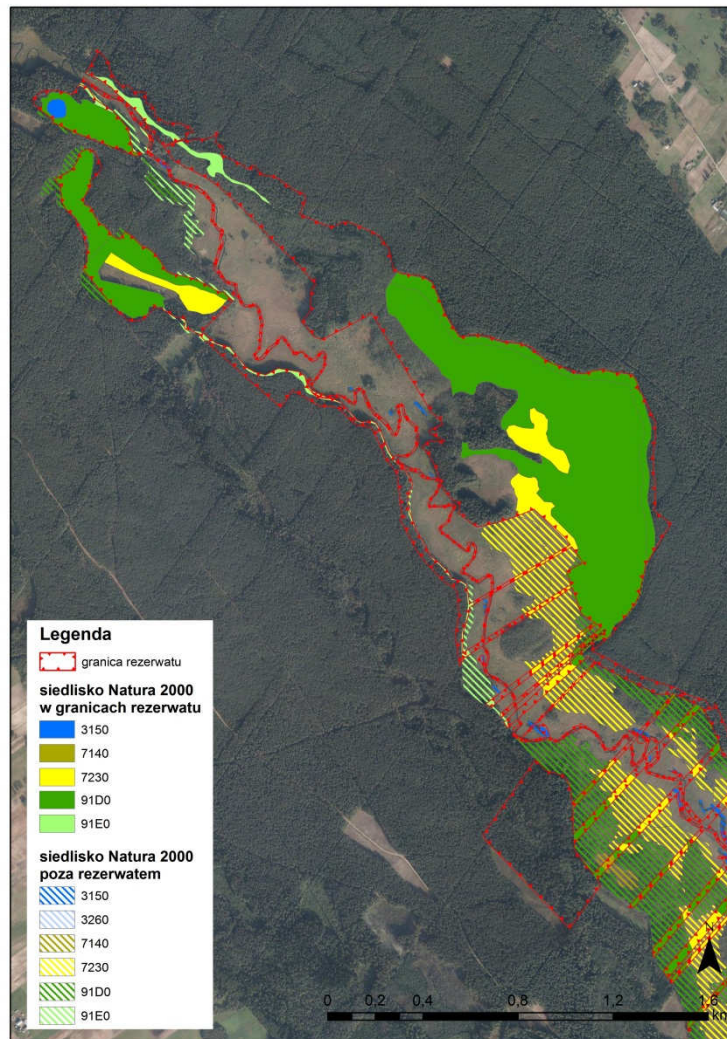 Legenda
granica rezerwatu
siedlisko Natura 2000
w granicach rezerwatu
3150
7140
7230
91D0
91E0
siedlisko Natura 2000
poza rezerwatem
3150
3260
7140
7230
91D0
91E0
N
0 0,2 0,4 0,8 1,2 1,6
km